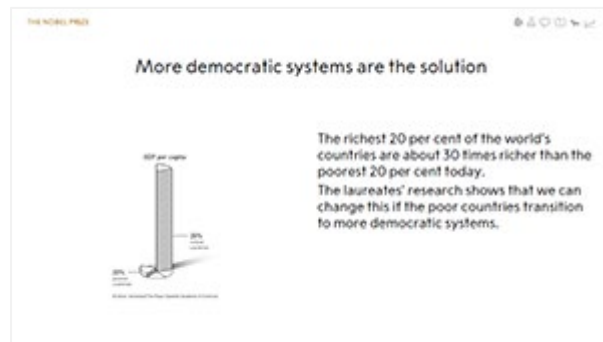 THE NOBEL PRIZE
More democratic systems are the solution
The richest 20 per cent of the world's
countries are about 30 times richer than the
poorest 20 per cent today.
The laureates' research shows that we can
change this if the poor countries transition
to more democratic systems.
GDP per capita
20%
20%